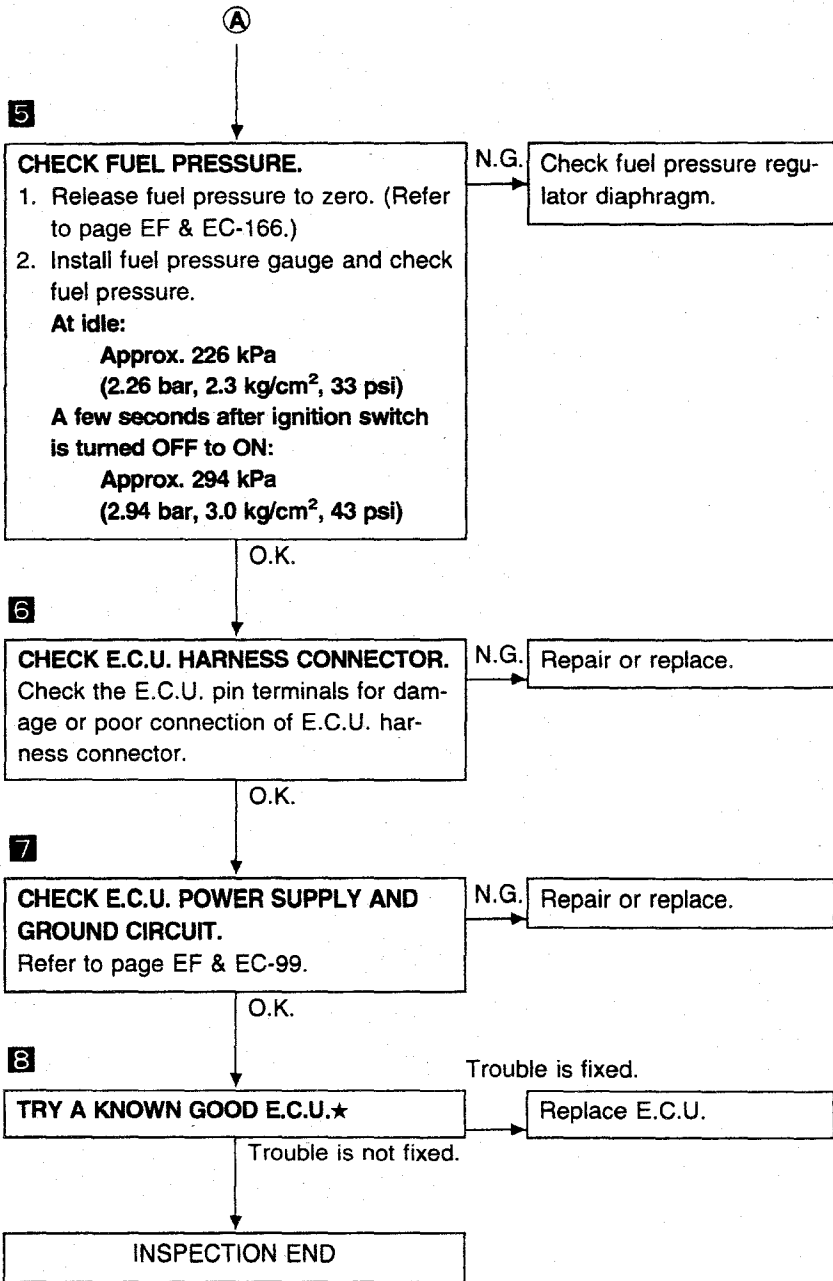 A
5
CHECK FUEL PRESSURE.
1. Release fuel pressure to zero. (Refer
to page EF & EC-166.)
2. Install fuel pressure gauge and check
fuel pressure.
At idle:
Approx. 226 kPa
(2.26 bar, 2.3 kg/cm², 33 psi)
A few seconds after ignition switch
is turned OFF to ON:
Approx. 294 kPa
(2.94 bar, 3.0 kg/cm², 43 psi)
N.G.
Check fuel pressure regu-
lator diaphragm.
O.K.
6
CHECK E.C.U. HARNESS CONNECTOR.
Check the E.C.U. pin terminals for dam-
age or poor connection of E.C.U. har-
ness connector.
N.G.
Repair or replace.
O.K.
7
CHECK E.C.U. POWER SUPPLY AND
GROUND CIRCUIT.
Refer to page EF & EC-99.
N.G.
Repair or replace.
O.K.
8
TRY A KNOWN GOOD E.C.U.★
Trouble is fixed.
Replace E.C.U.
Trouble is not fixed.
INSPECTION END